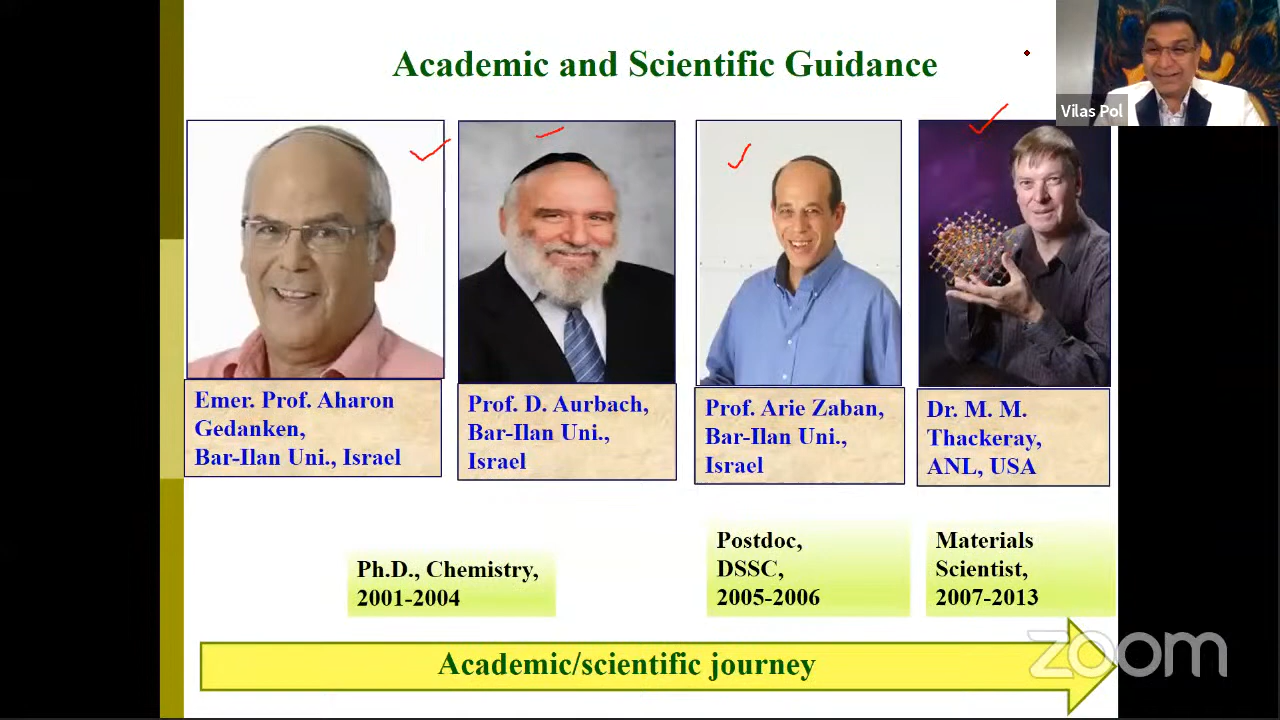 Academic and Scientific Guidance
Vilas Pol
Emer. Prof. Aharon
Gedanken,
Bar-Ilan Uni., Israel
Prof. D. Aurbach,
Bar-Ilan Uni.,
Israel
Prof. Arie Zaban,
Bar-Ilan Uni.,
Israel
Dr. M. M.
Thackeray,
ANL, USA
Ph.D., Chemistry,
2001-2004
Postdoc,
DSSC,
2005-2006
Materials
Scientist,
2007-2013
Academic/scientific journey
zoom